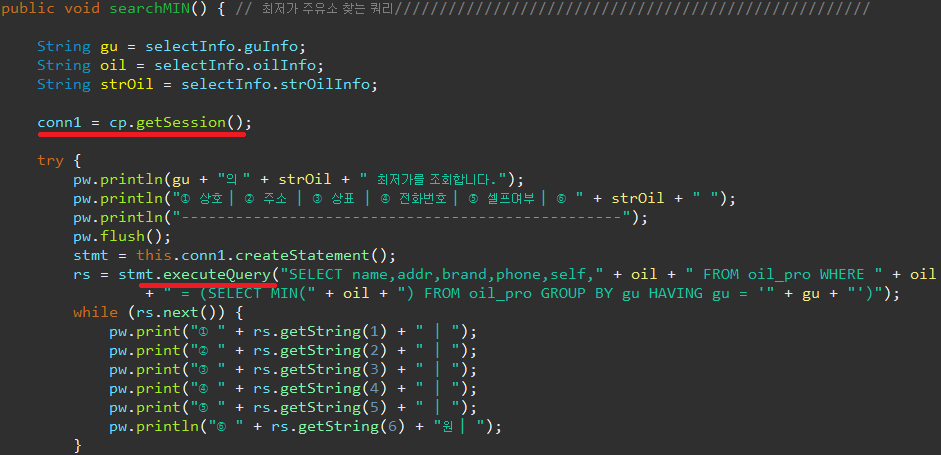 public void searchMIN() { // 최저가 주유소 찾는 쿼리/////////////////////////////////////////////////////
String gu = selectInfo.guInfo;
String oil = selectInfo.oilInfo;
String strOil = selectInfo.strOilInfo;
conn1 = cp.getSession();
try {
pw.println(gu + "의 " + strOil + " 최저가를 조회합니다.");
pw.println("① 상호│ ② 주소 │ ③ 상표 │ ④ 전화번호│ ⑤ 셀프여부│ ⑥ " + strOil + " ");
pw.println("-------------------------------------------------");
pw.flush();
stmt = this.conn1.createStatement();
rs = stmt.executeQuery("SELECT name,addr,brand,phone,self," + oil + " FROM oil_pro WHERE " + oil
+ " = (SELECT MIN(" + oil + ") FROM oil_pro GROUP BY gu HAVING gu = '" + gu + "')");
while (rs.next()) {
pw.print("① " + rs.getString(1) + " │ ");
pw.print("② " + rs.getString(2) + " │ ");
pw.print("③ " + rs.getString(3) + " │ ");
pw.print("④ " + rs.getString(4) + " │ ");
pw.print("⑤ " + rs.getString(5) + " │ ");
pw.println("⑥ " + rs.getString(6) + "원│ ");
}